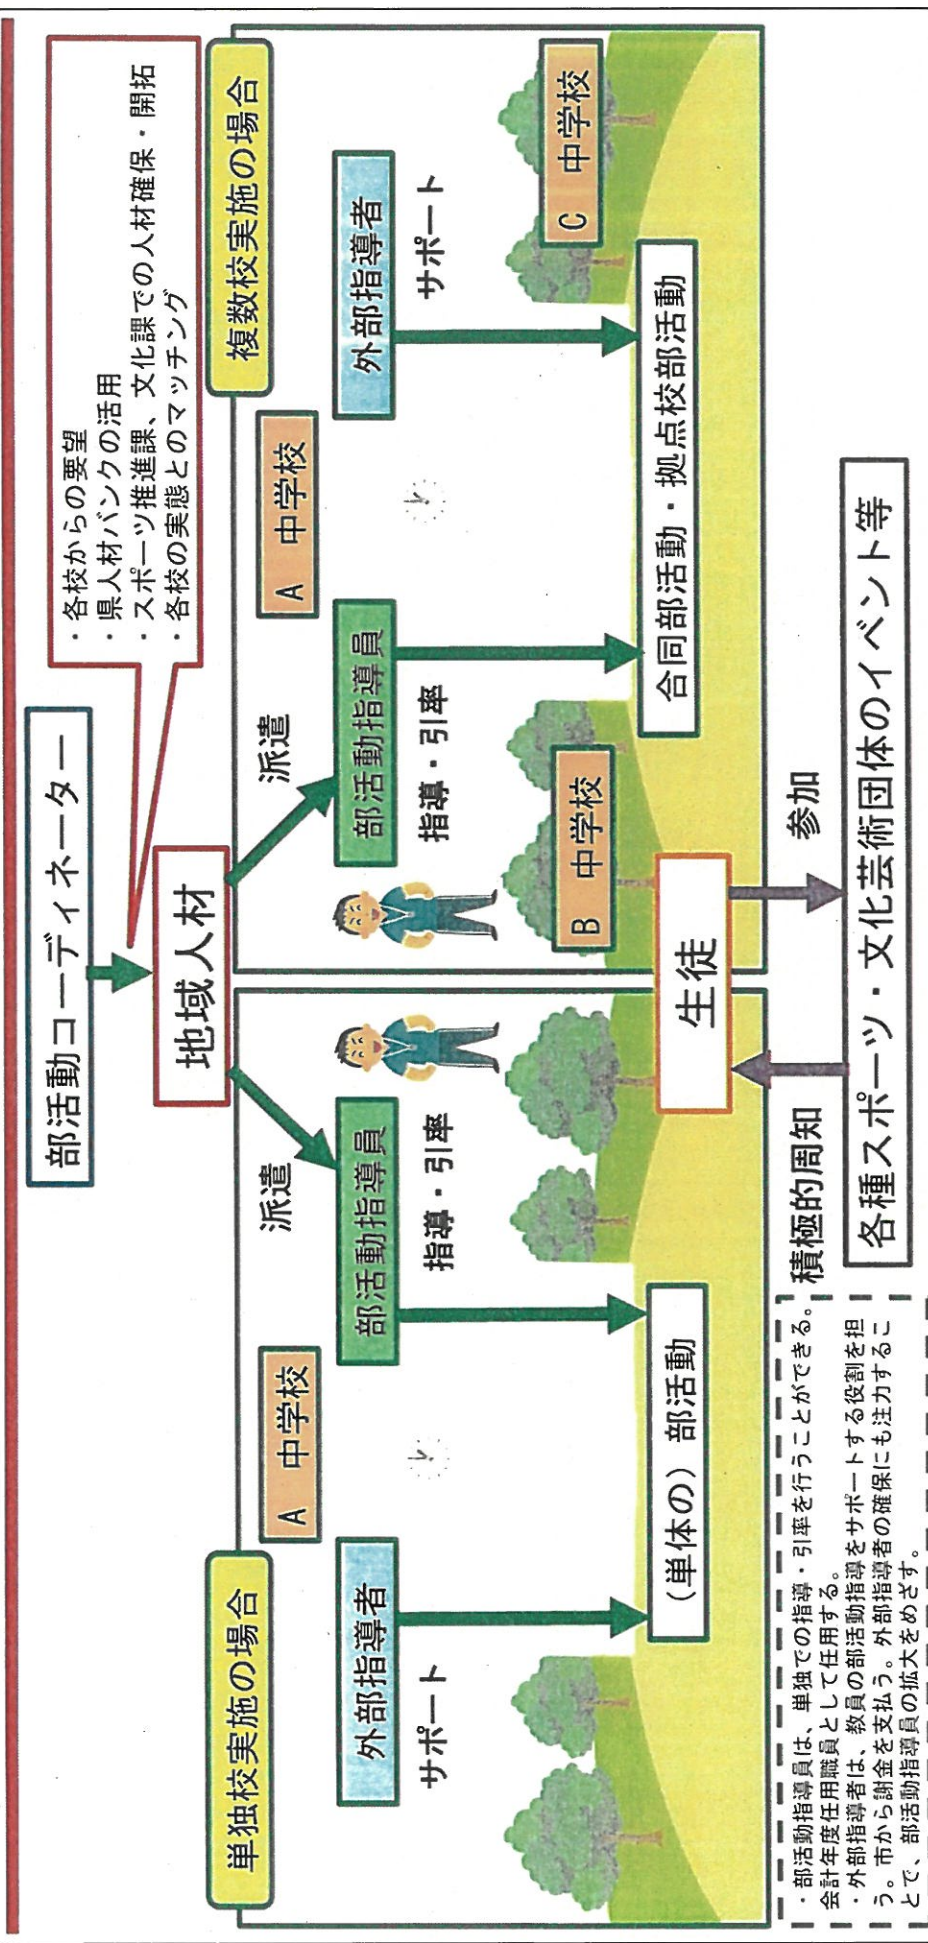 部活動コーディネーター
・各校からの要望
・県人材バンクの活用
・スポーツ推進課、文化課での人材確保・開拓
・各校の実態とのマッチング
地域人材
単独校実施の場合
A　中学校
派遣
外部指導者
部活動指導員
サポート
指導・引率
（単体の）部活動
複数校実施の場合
派遣
A　中学校
部活動指導員
外部指導者
指導・引率
サポート
B　中学校
C　中学校
合同部活動・拠点校部活動
生徒
積極的周知
参加
各種スポーツ・文化芸術団体のイベント等
・部活動指導員は、単独での指導・引率を行うことができる。
会計年度任用職員として任用する。
・外部指導者は、教員の部活動指導をサポートする役割を担
う。市から謝金を支払う。外部指導者の確保にも注力するこ
とで、部活動指導員の拡大をめざす。